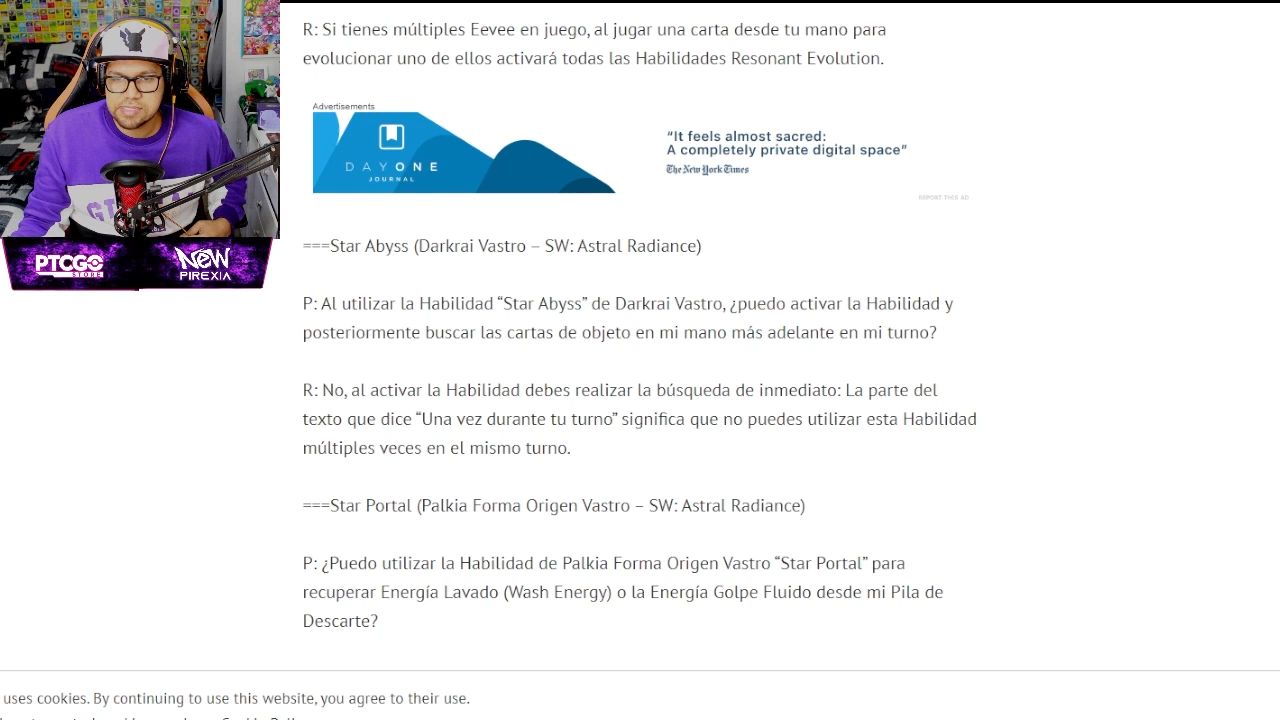 R: Si tienes múltiples Eevee en juego, al jugar una carta desde tu mano para
evolucionar uno de ellos activará todas las Habilidades Resonant Evolution.
Advertisements
DAYONE
JOURNAL
“It feels almost sacred:
A completely private digital space”
The New York Times
REPORT THIS AD
PTCGO
STORE
NEW
PIREXIA
===Star Abyss (Darkrai Vastro – SW: Astral Radiance)
P: Al utilizar la Habilidad “Star Abyss” de Darkrai Vastro, ¿puedo activar la Habilidad y
posteriormente buscar las cartas de objeto en mi mano más adelante en mi turno?
R: No, al activar la Habilidad debes realizar la búsqueda de inmediato: La parte del
texto que dice “Una vez durante tu turno” significa que no puedes utilizar esta Habilidad
múltiples veces en el mismo turno.
===Star Portal (Palkia Forma Origen Vastro – SW: Astral Radiance)
P: ¿Puedo utilizar la Habilidad de Palkia Forma Origen Vastro “Star Portal” para
recuperar Energía Lavado (Wash Energy) o la Energía Golpe Fluido desde mi Pila de
Descarte?
uses cookies. By continuing to use this website, you agree to their use.